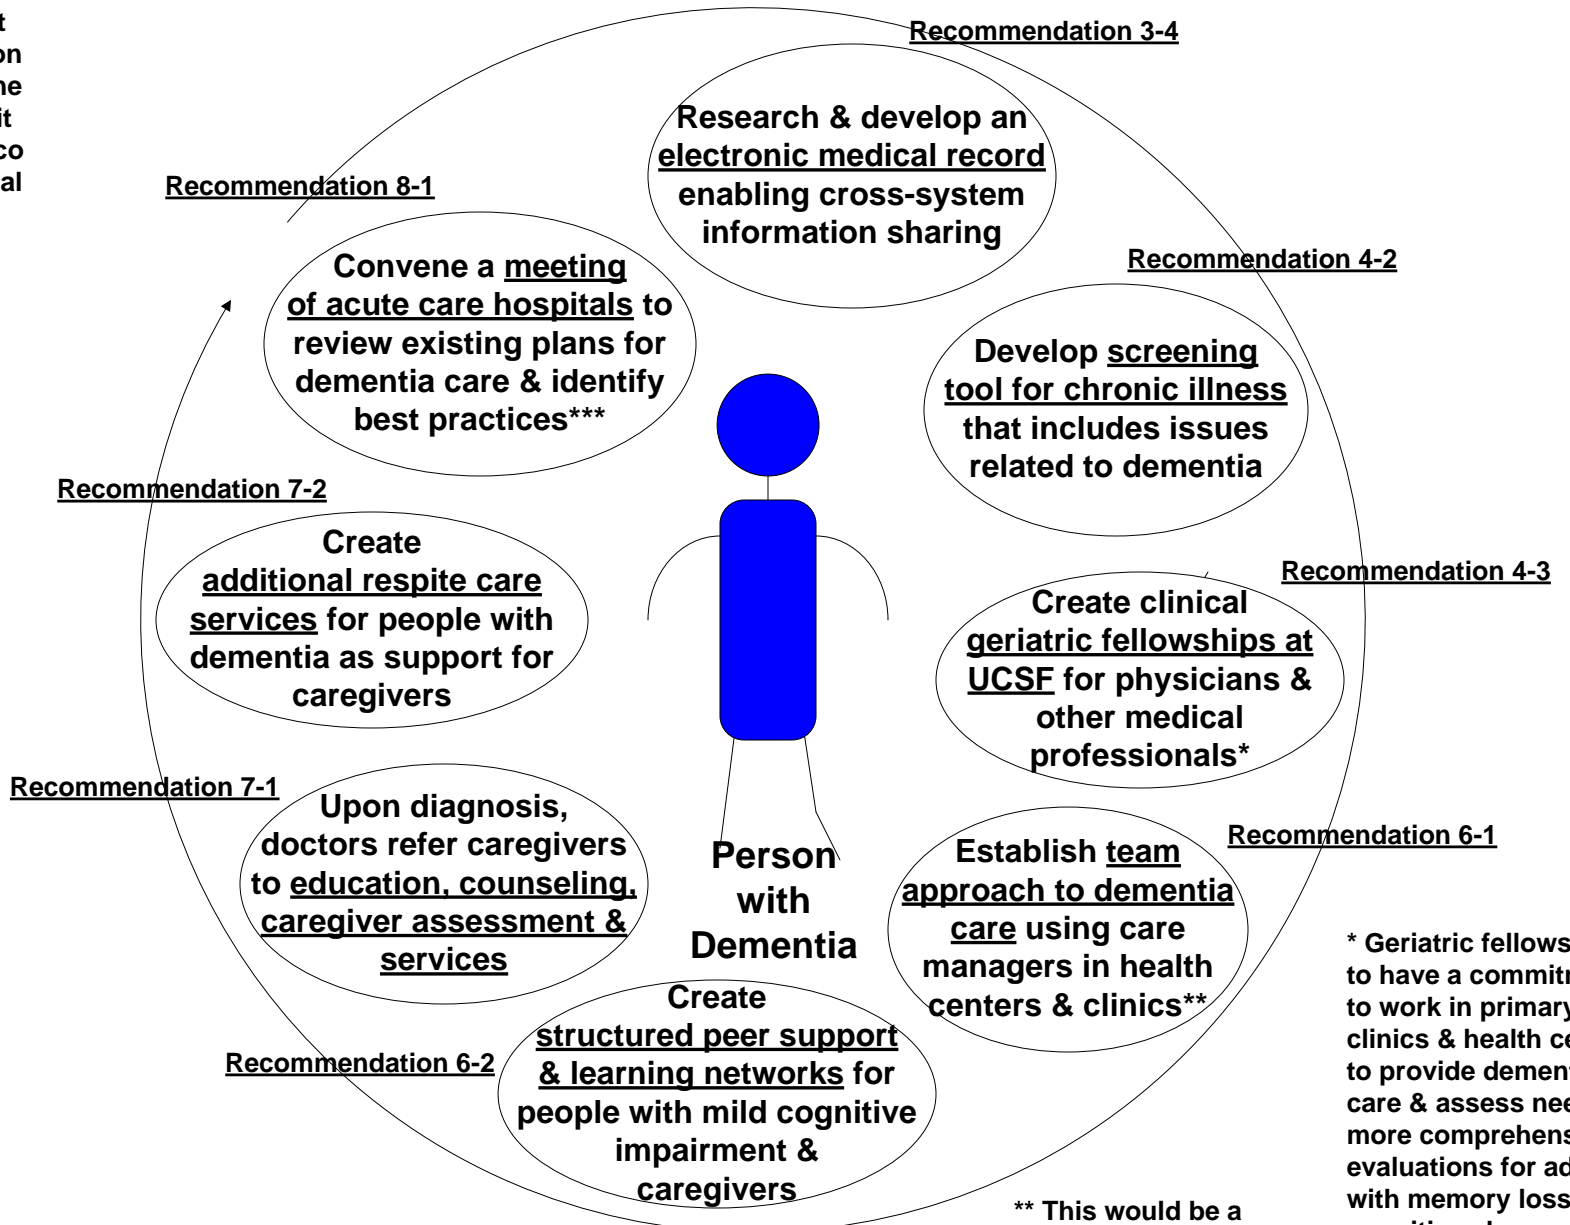 Recommendation 3-4
Research & develop an
electronic medical record
enabling cross-system
information sharing
Recommendation 8-1
Convene a meeting
of acute care hospitals to
review existing plans for
dementia care & identify
best practices***
Recommendation 4-2
Develop screening
tool for chronic illness
that includes issues
related to dementia
Recommendation 7-2
Create
additional respite care
services for people with
dementia as support for
caregivers
Recommendation 4-3
Create clinical
geriatric fellowships at
UCSF for physicians &
other medical
professionals*
Recommendation 7-1
Upon diagnosis,
doctors refer caregivers
to education, counseling,
caregiver assessment &
services
Person
with
Dementia
Recommendation 6-1
Establish team
approach to dementia
care using care
managers in health
centers & clinics**
Recommendation 6-2
Create
structured peer support
& learning networks for
people with mild cognitive
impairment &
caregivers
* Geriatric
to have a
to work in primary
clinics & health
to provide
care & assess
more
evaluations for
with memory loss
** This would be a